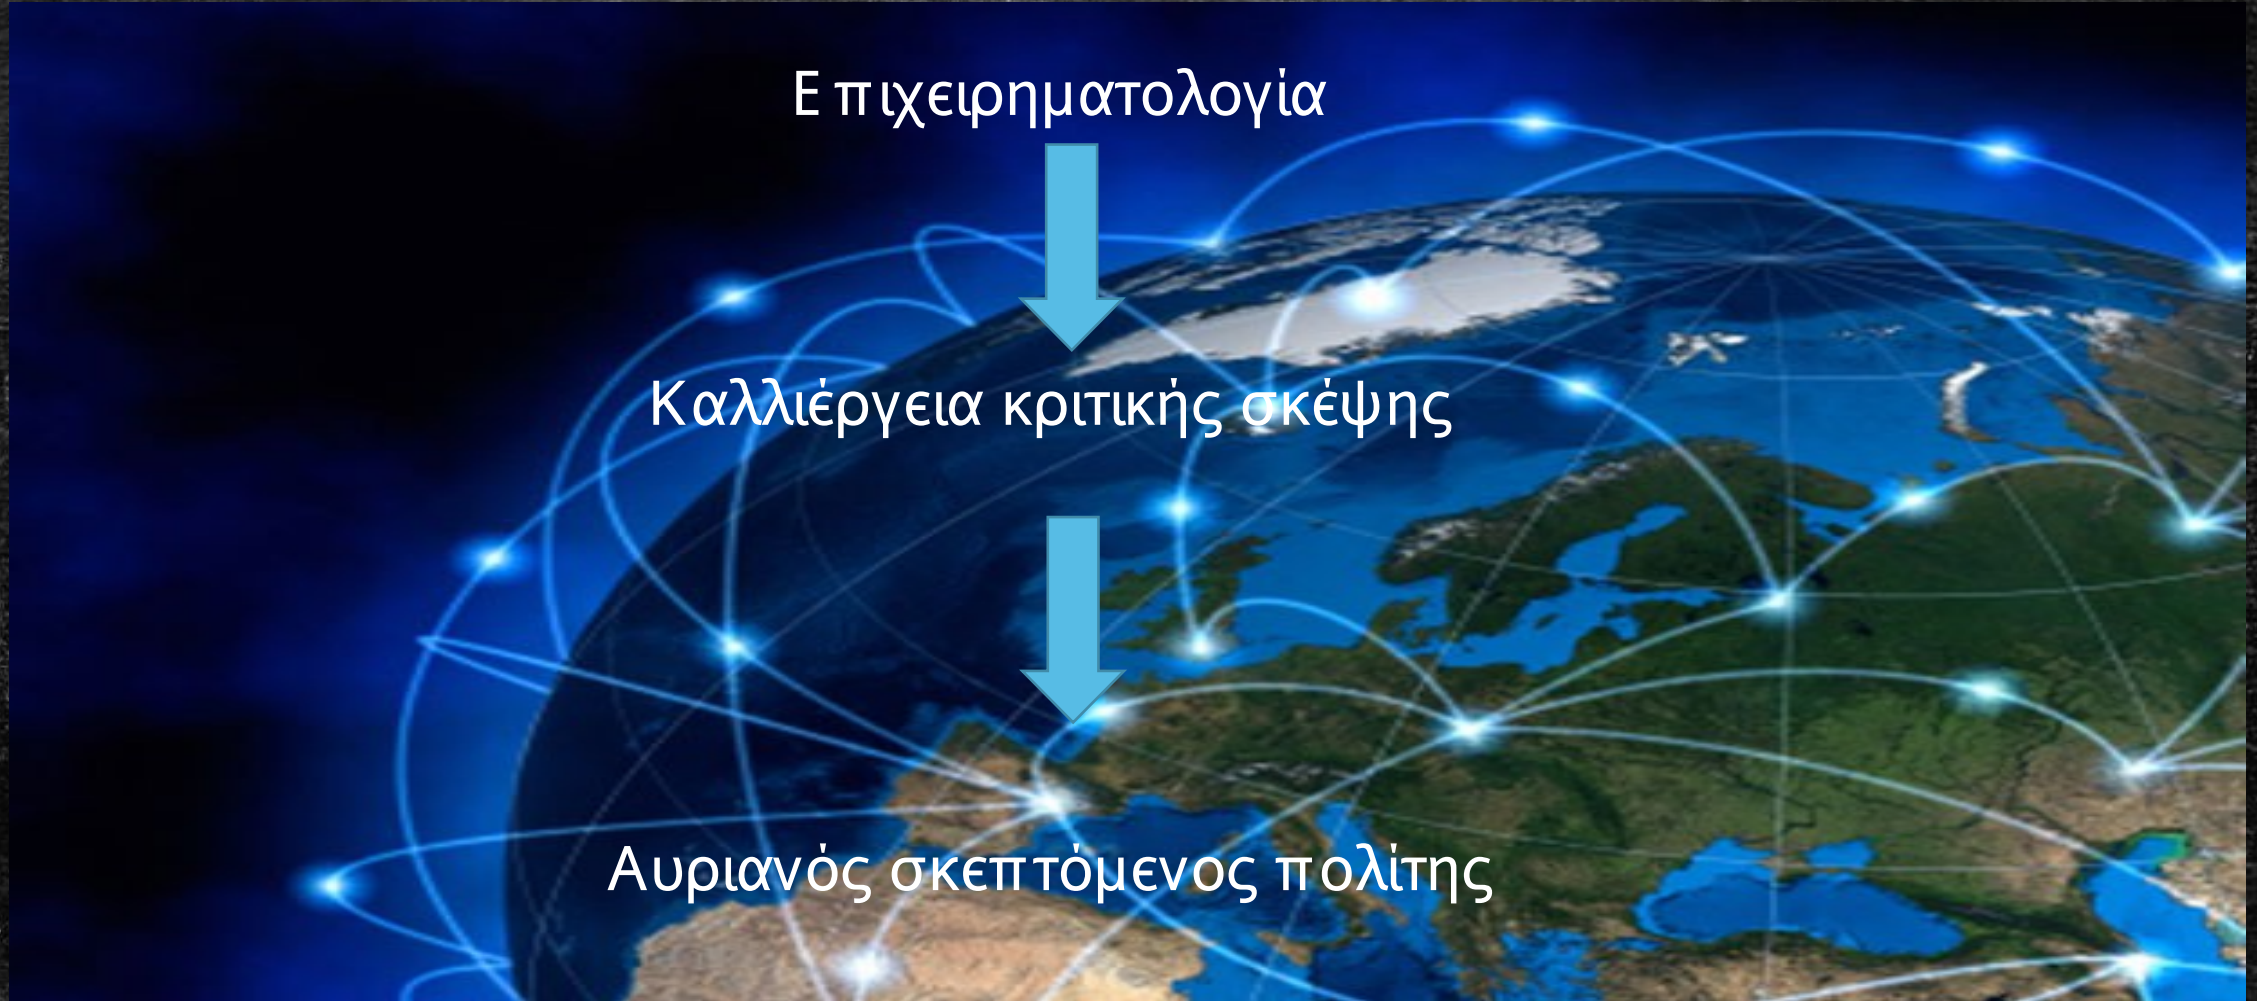 Επιχειρηματολογία
Καλλιέργεια κριτικής σκέψης
Αυριανός σκεπτόμενος πολίτης